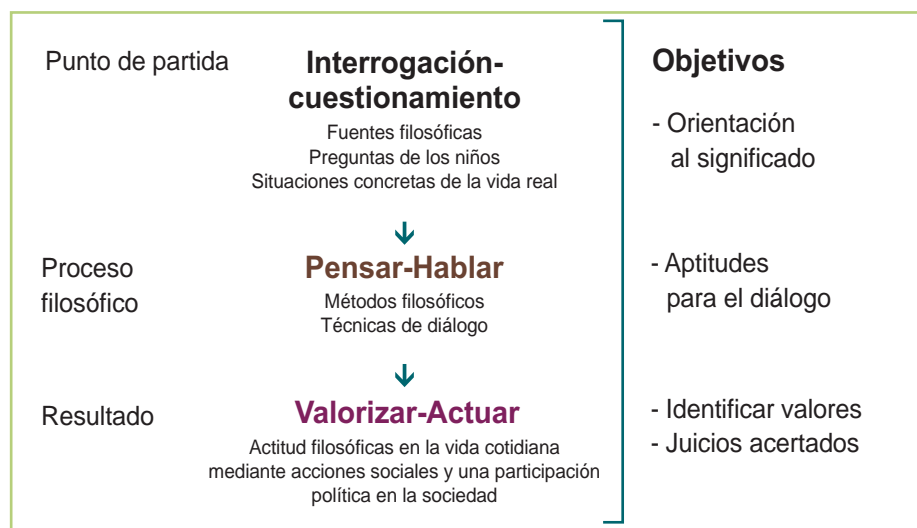 Punto de partida
Interrogación-
cuestionamiento
Fuentes filosóficas
Preguntas de los niños
Situaciones concretas de la vida real
Objetivos
- Orientación
al significado
Proceso
filosófico
Pensar-Hablar
Métodos filosóficos
Técnicas de diálogo
- Aptitudes
para el diálogo
Resultado
Valorizar-Actuar
Actitud filosóficas en la vida cotidiana
mediante acciones sociales y una participación
política en la sociedad
- Identificar valores
- Juicios acertados